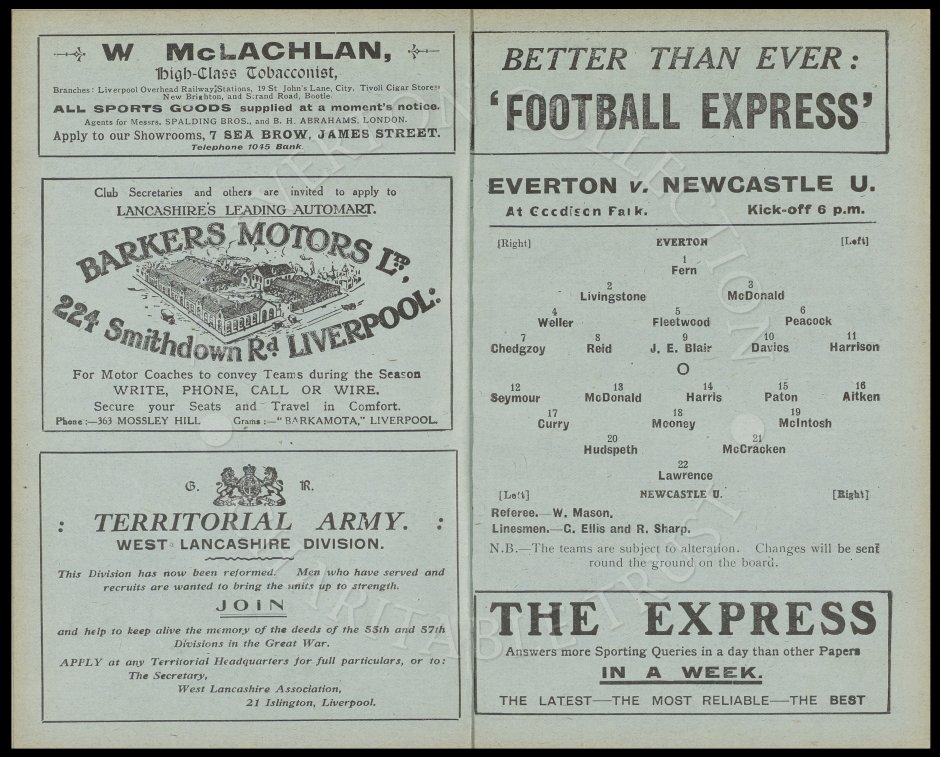 W McLACHLAN,
High-Class Tobacconist,
Branches: Liverpool Overhead Railway Stations, 19 St John's Lane, City. Tivoli Cigar Stores
New Brighton, and Strand Road, Bootle.
ALL SPORTS GOODS supplied at a moment's notice.
Agents for Messrs. SPALDING BROS., and B. H. ABRAHAMS, LONDON.
Apply to our Showrooms, 7 SEA BROW, JAMES STREET.
Telephone 1045 Bank.
Club Secretaries and others are invited to apply to
LANCASHIRE'S LEADING AUTOMART.
BARKERS MOTORS LTD,
224 Smithdown Rd LIVERPOOL:
For Motor Coaches to convey Teams during the Season
WRITE, PHONE, CALL OR WIRE.
Secure your Seats and Travel in Comfort.
Phone:—363 MOSSLEY HILL Grams:—"BARKAMOTA," LIVERPOOL.
G. R.
: TERRITORIAL ARMY. :
WEST LANCASHIRE DIVISION.
This Division has now been reformed. Men who have served and
recruits are wanted to bring the units up to strength.
JOIN
and help to keep alive the memory of the deeds of the 55th and 57th
Divisions in the Great War.
APPLY at any Territorial Headquarters for full particulars, or to:
The Secretary,
West Lancashire Association,
21 Islington, Liverpool.
BETTER THAN EVER:
'FOOTBALL EXPRESS'
EVERTON v. NEWCASTLE U.
At Goodison Park. Kick-off 6 p.m.
[Right] EVERTON [Left]
1
Fern
2 3
Livingstone McDonald
4 5 6
Weller Fleetwood Peacock
7 8 9 10 11
Chedgzoy Reid J. E. Blair Davies Harrison
O
12 13 14 15 16
Seymour McDonald Harris Paton Aitken
17 18 19
Curry Mooney McIntosh
20 21
Hudspeth McCracken
22
Lawrence
[Left] NEWCASTLE U. [Right]
Referee.—W. Mason.
Linesmen.—C. Ellis and R. Sharp.
N.B.—The teams are subject to alteration. Changes will be sent
round the ground on the board.
THE EXPRESS
Answers more Sporting Queries in a day than other Papers
IN A WEEK.
THE LATEST—THE MOST RELIABLE—THE BEST
EVERTON COLLECTION
CHARITABLE TRUST